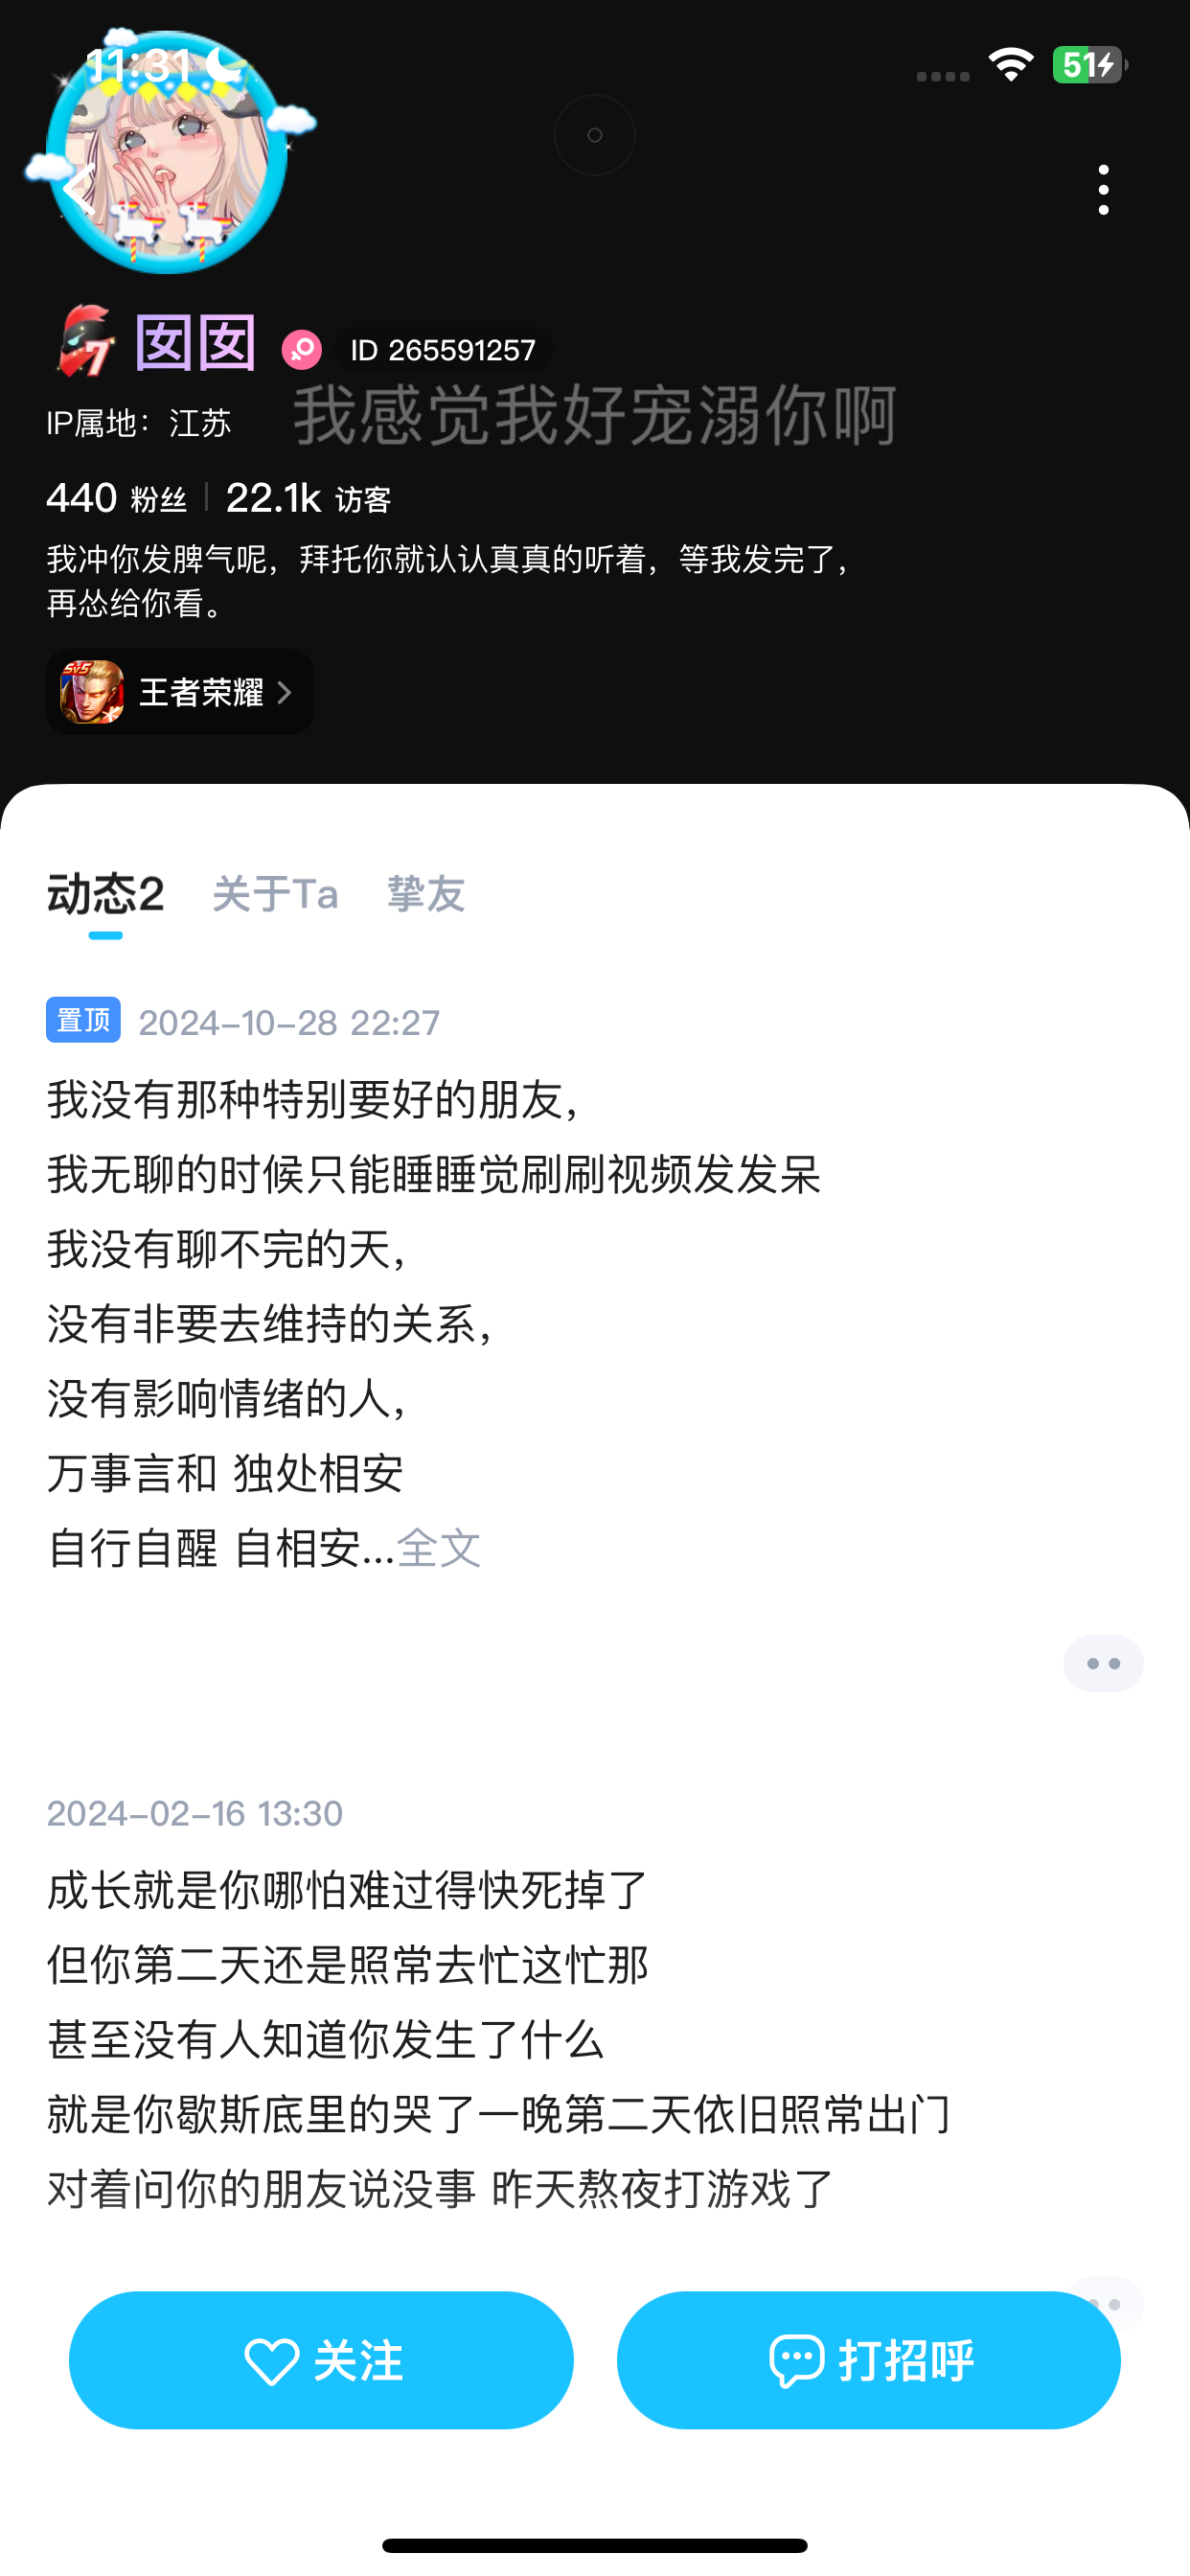 11:31
51
7 囡囡 ID 265591257
我感觉我好宠溺你啊
IP属地：江苏
440 粉丝 22.1k 访客
我冲你发脾气呢，拜托你就认认真真的听着，等我发完了，
再怂给你看。
5v5
王者荣耀
动态2 关于Ta 挚友
置顶 2024-10-28 22:27
我没有那种特别要好的朋友，
我无聊的时候只能睡睡觉刷刷视频发发呆
我没有聊不完的天，
没有非要去维持的关系，
没有影响情绪的人，
万事言和 独处相安
自行自醒 自相安...全文
2024-02-16 13:30
成长就是你哪怕难过得快死掉了
但你第二天还是照常去忙这忙那
甚至没有人知道你发生了什么
就是你歇斯底里的哭了一晚第二天依旧照常出门
对着问你的朋友说没事 昨天熬夜打游戏了
关注 打招呼